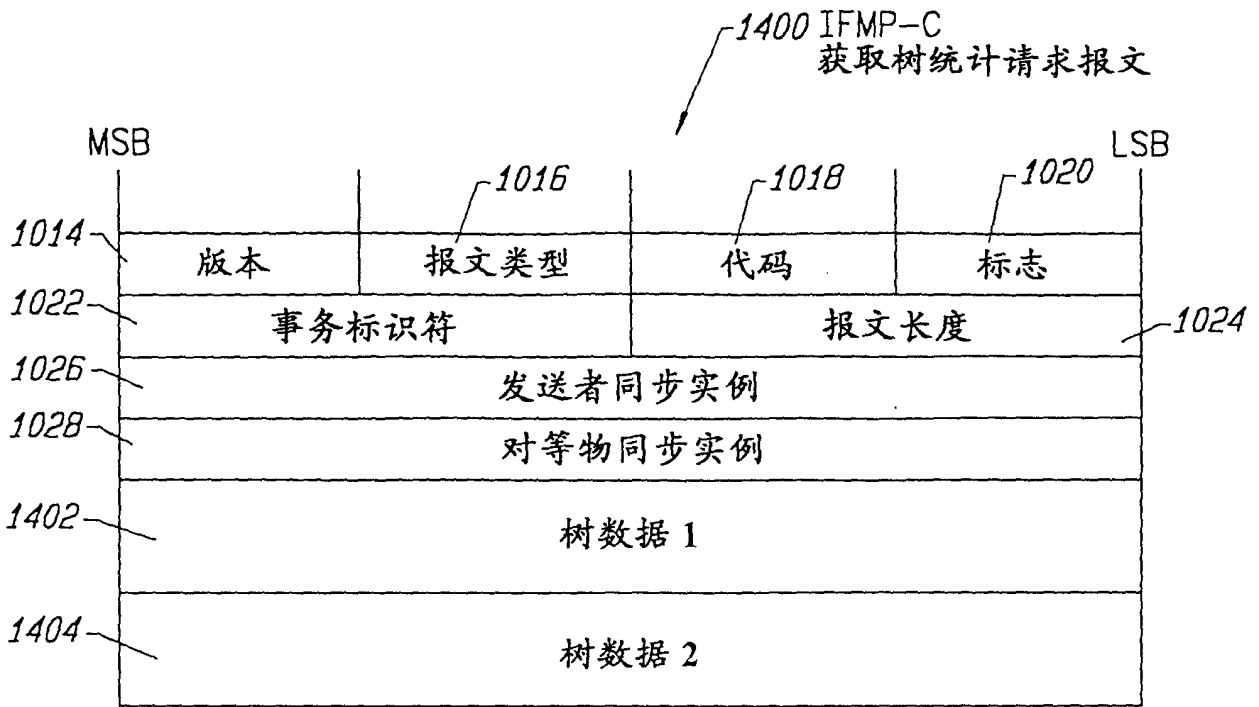 1400 IFMP-C
获取树统计请求报文
MSB
LSB
1016
1018
1020
1014
版本
报文类型
代码
标志
1022
事务标识符
报文长度
1024
1026
发送者同步实例
1028
对等物同步实例
1402
树数据 1
1404
树数据 2